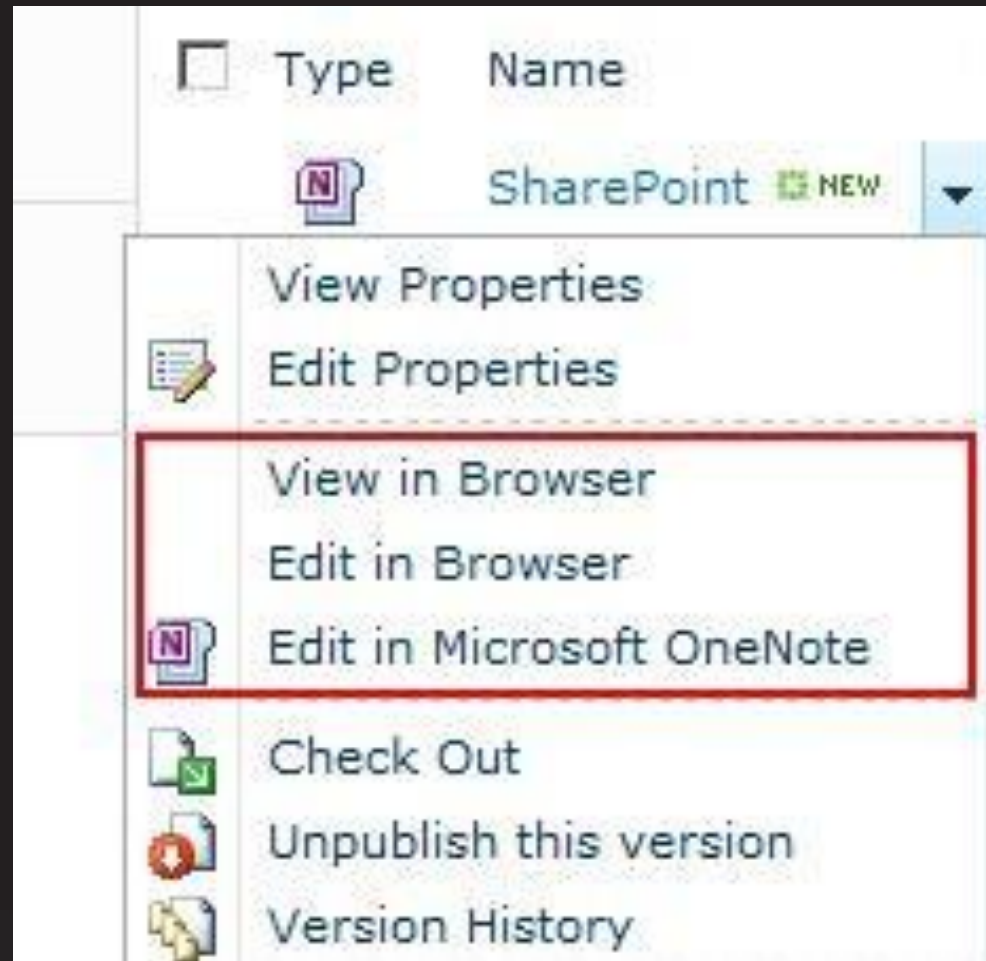 Type Name
SharePoint NEW
View Properties
Edit Properties
View in Browser
Edit in Browser
N Edit in Microsoft OneNote
Check Out
Unpublish this version
Version History